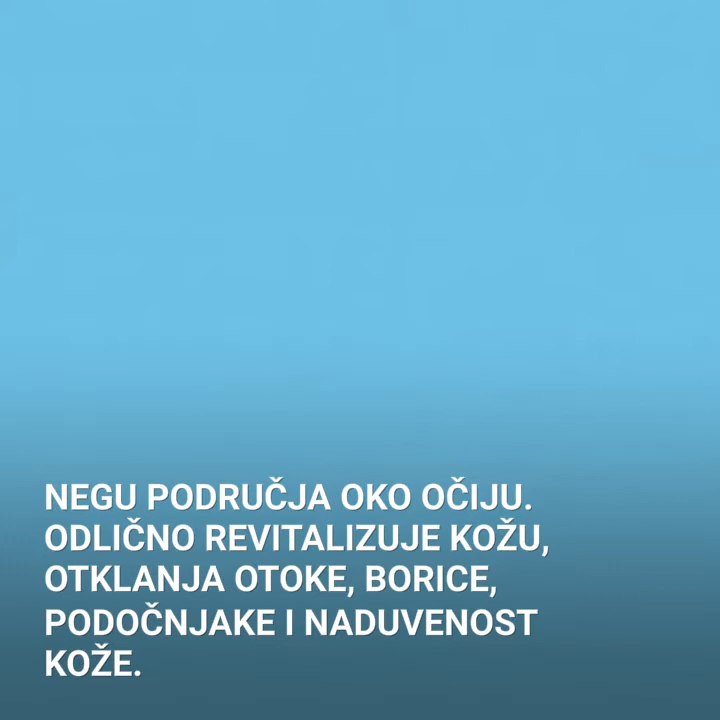 NEGU PODRUČJA OKO OČIJU.
ODLIČNO REVITALIZUJE KOŽU,
OTKLANJA OTOKE, BORICE,
PODOČNJAKE I NADUVENOST
KOŽE.